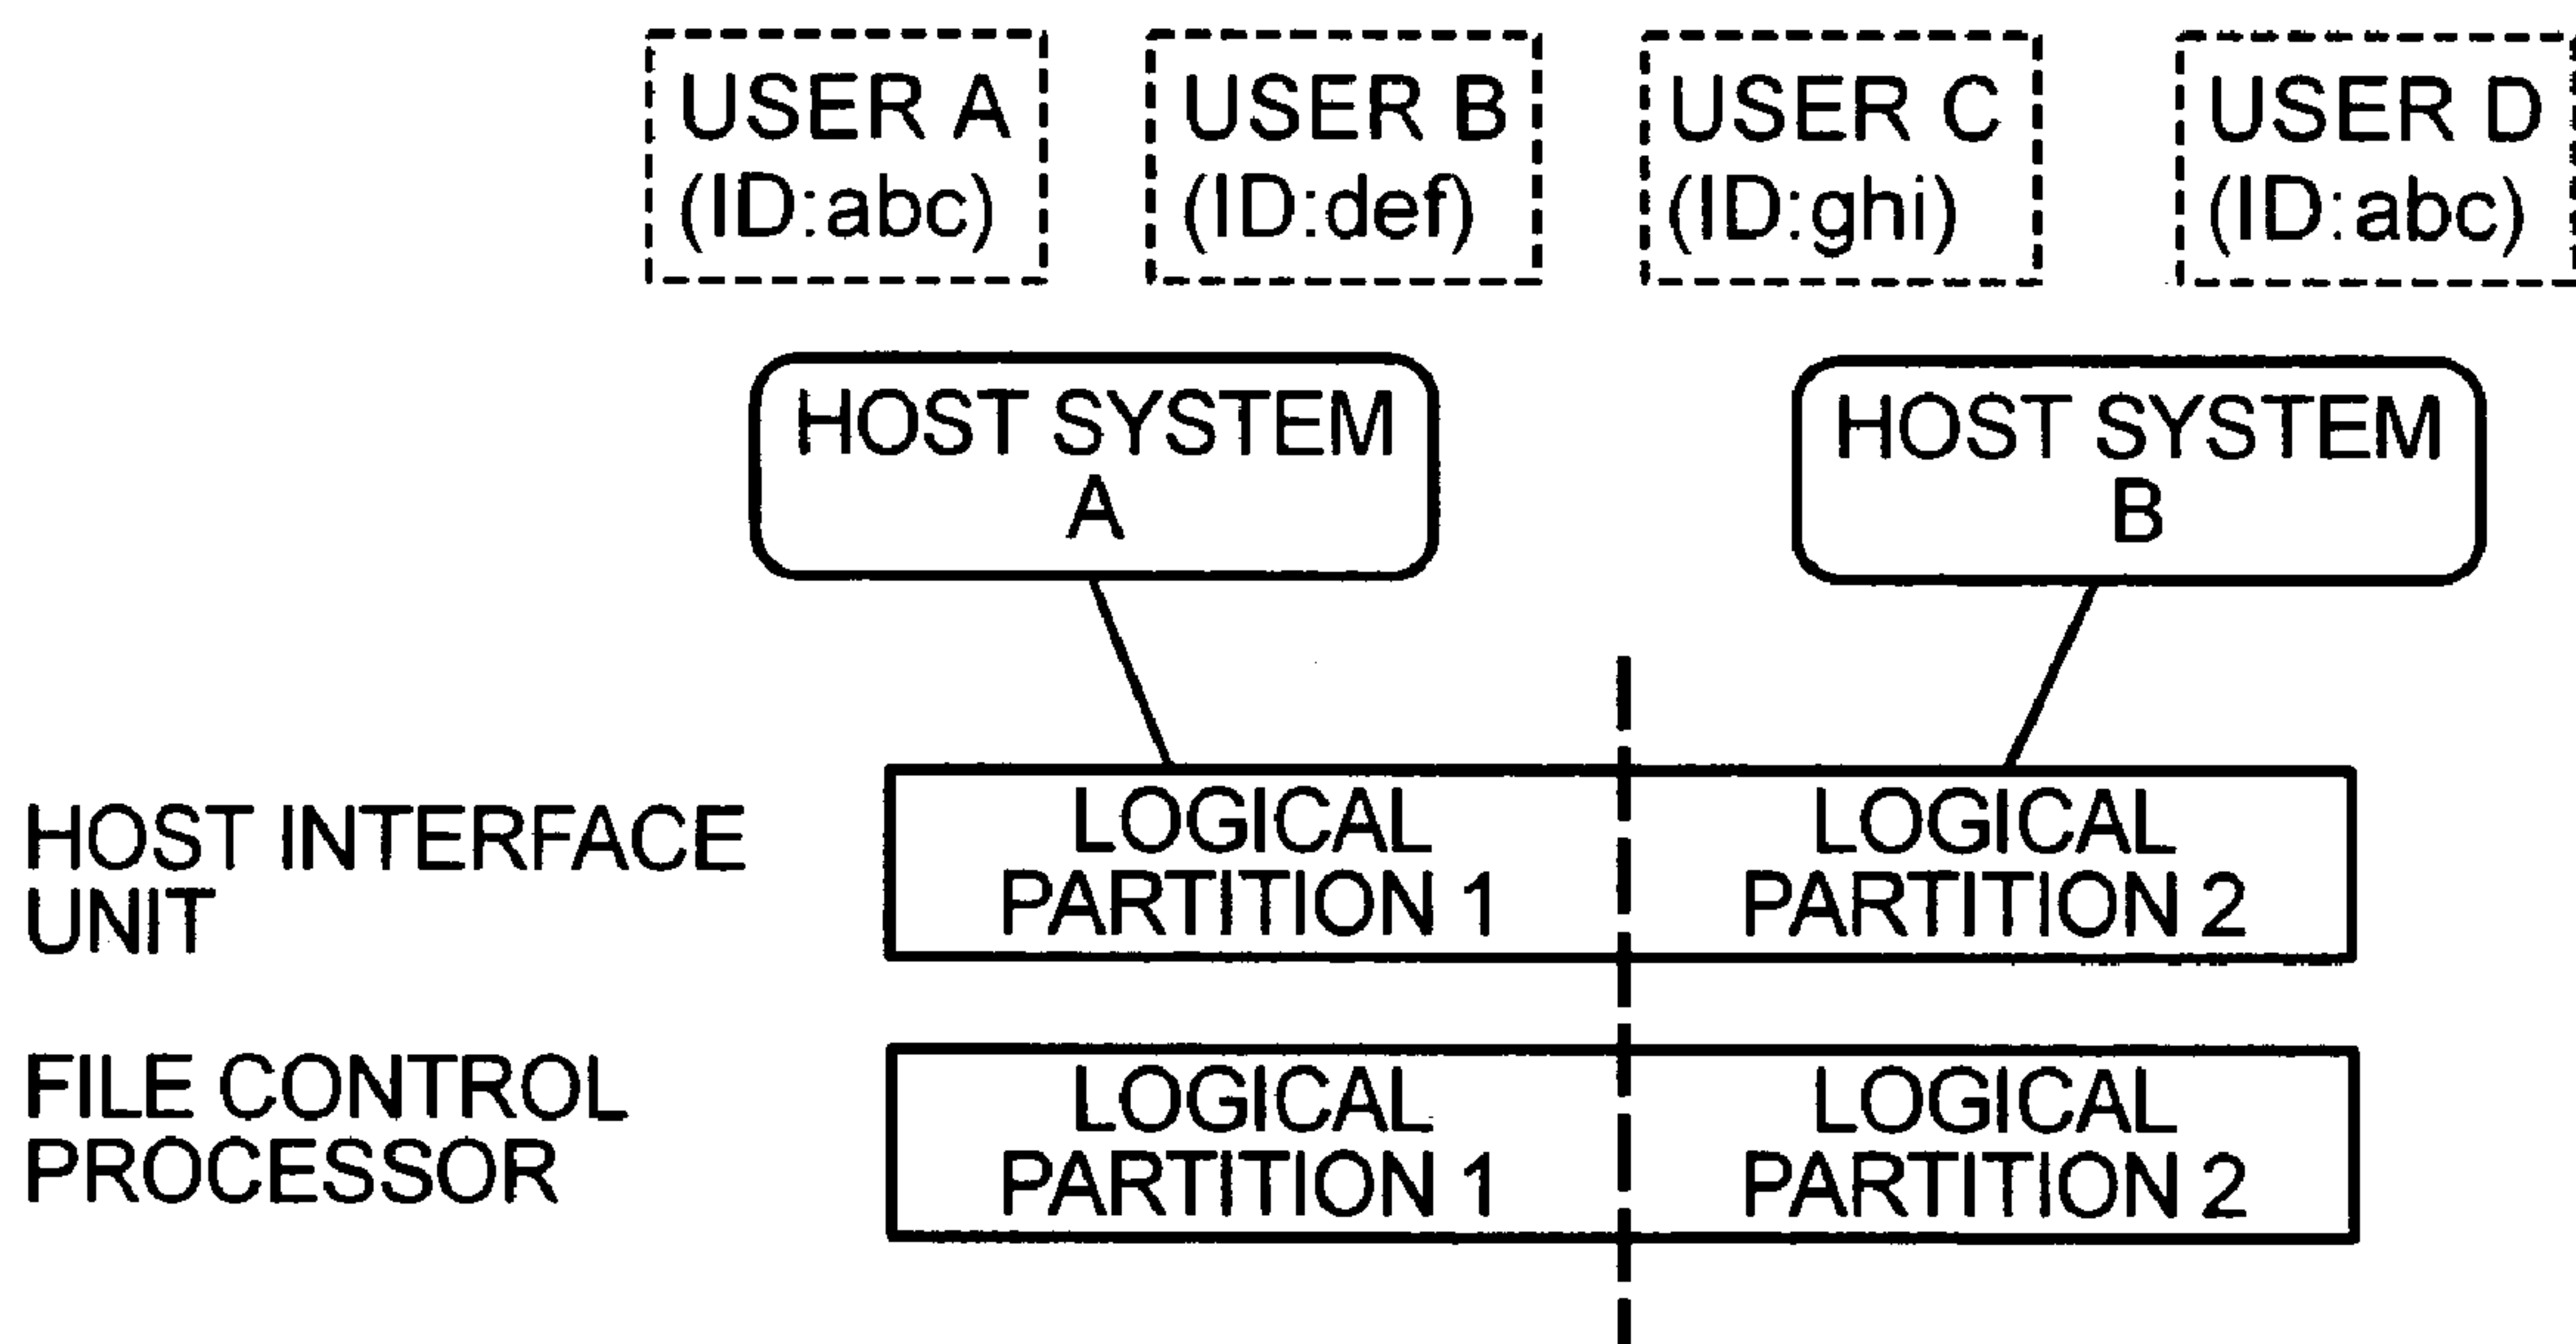 USER A
(ID:abc)
USER B
(ID:def)
USER C
(ID:ghi)
USER D
(ID:abc)
HOST SYSTEM
A
HOST SYSTEM
B
HOST INTERFACE
UNIT
LOGICAL
PARTITION 1
LOGICAL
PARTITION 2
FILE CONTROL
PROCESSOR
LOGICAL
PARTITION 1
LOGICAL
PARTITION 2